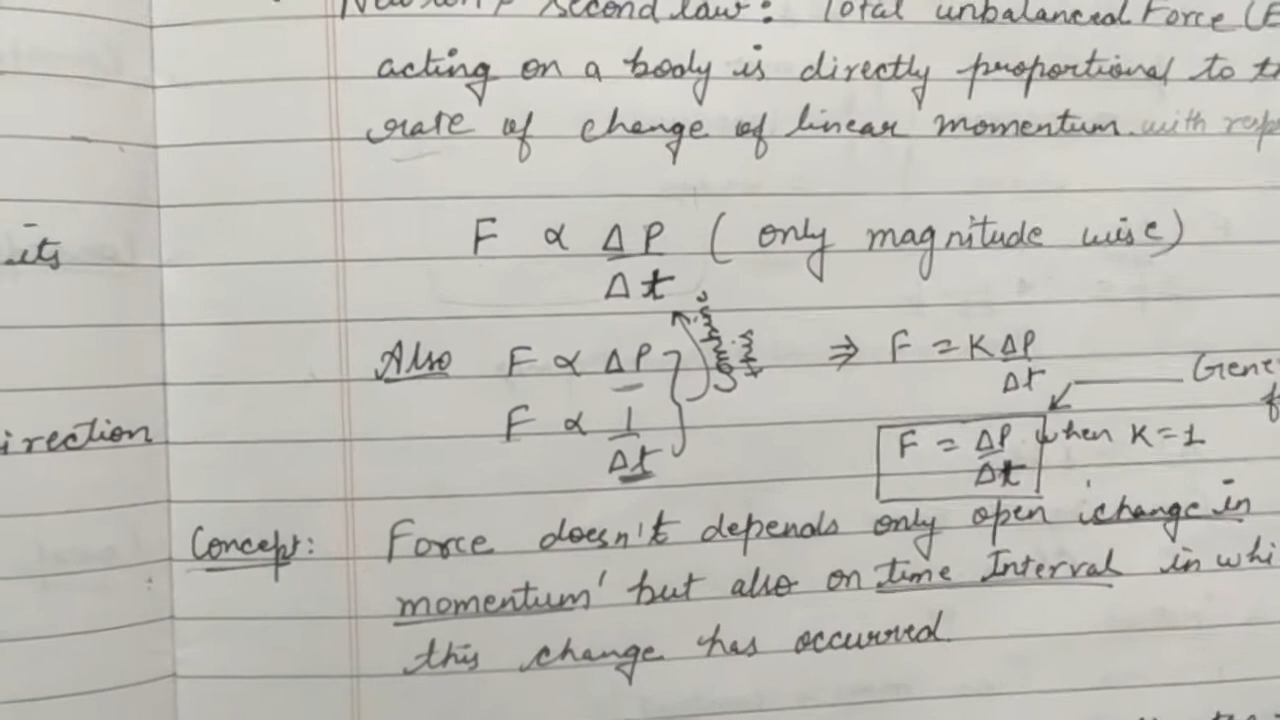 Newton's second law: Total unbalanced Force (
acting on a body is directly proportional to
rate of change of linear momentum with
F ∝ ΔP/Δt (only magnitude wise)
its
Also F ∝ ΔP ⇒ F = K ΔP/Δt
F ∝ 1/Δt
F = ΔP/Δt when K=1
irection
Concept: Force doesn't depends only open 'change in
momentum' but also on time Interval in
this change has occurred